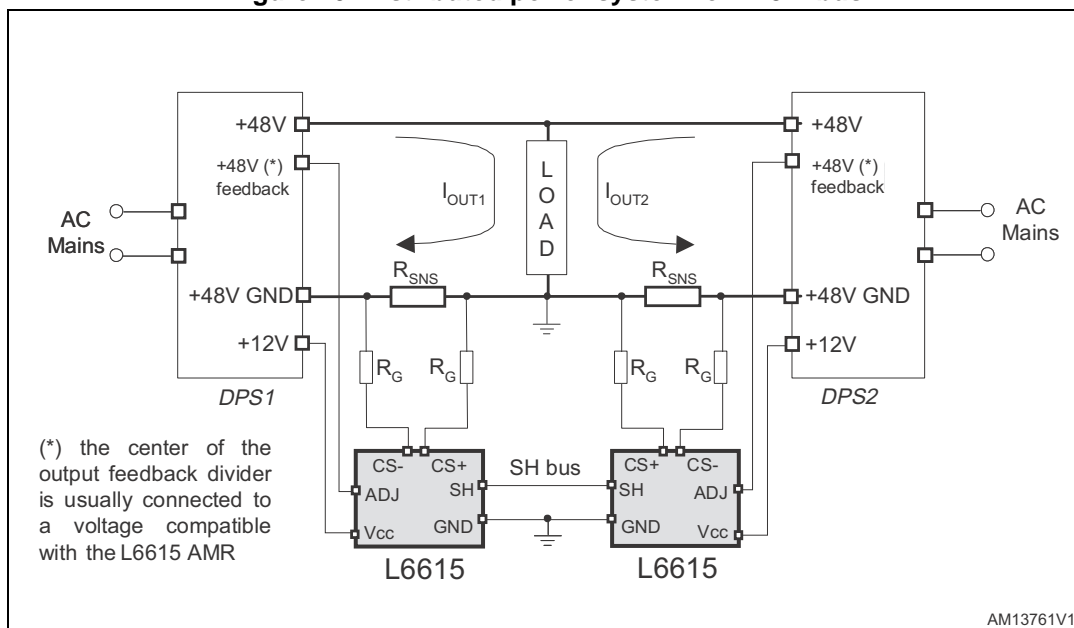 +48V
+48V (*)
feedback
AC
Mains
+48V GND
+12V
DPS1
I_OUT1
LOAD
I_OUT2
R_SNS
R_SNS
R_G
R_G
R_G
R_G
+48V
+48V (*)
feedback
AC
Mains
+48V GND
+12V
DPS2
(*) the center of the
output feedback divider
is usually connected to
a voltage compatible
with the L6615 AMR
CS-
CS+
ADJ
SH
GND
Vcc
L6615
SH bus
CS+
CS-
SH
ADJ
GND
Vcc
L6615
AM13761V1